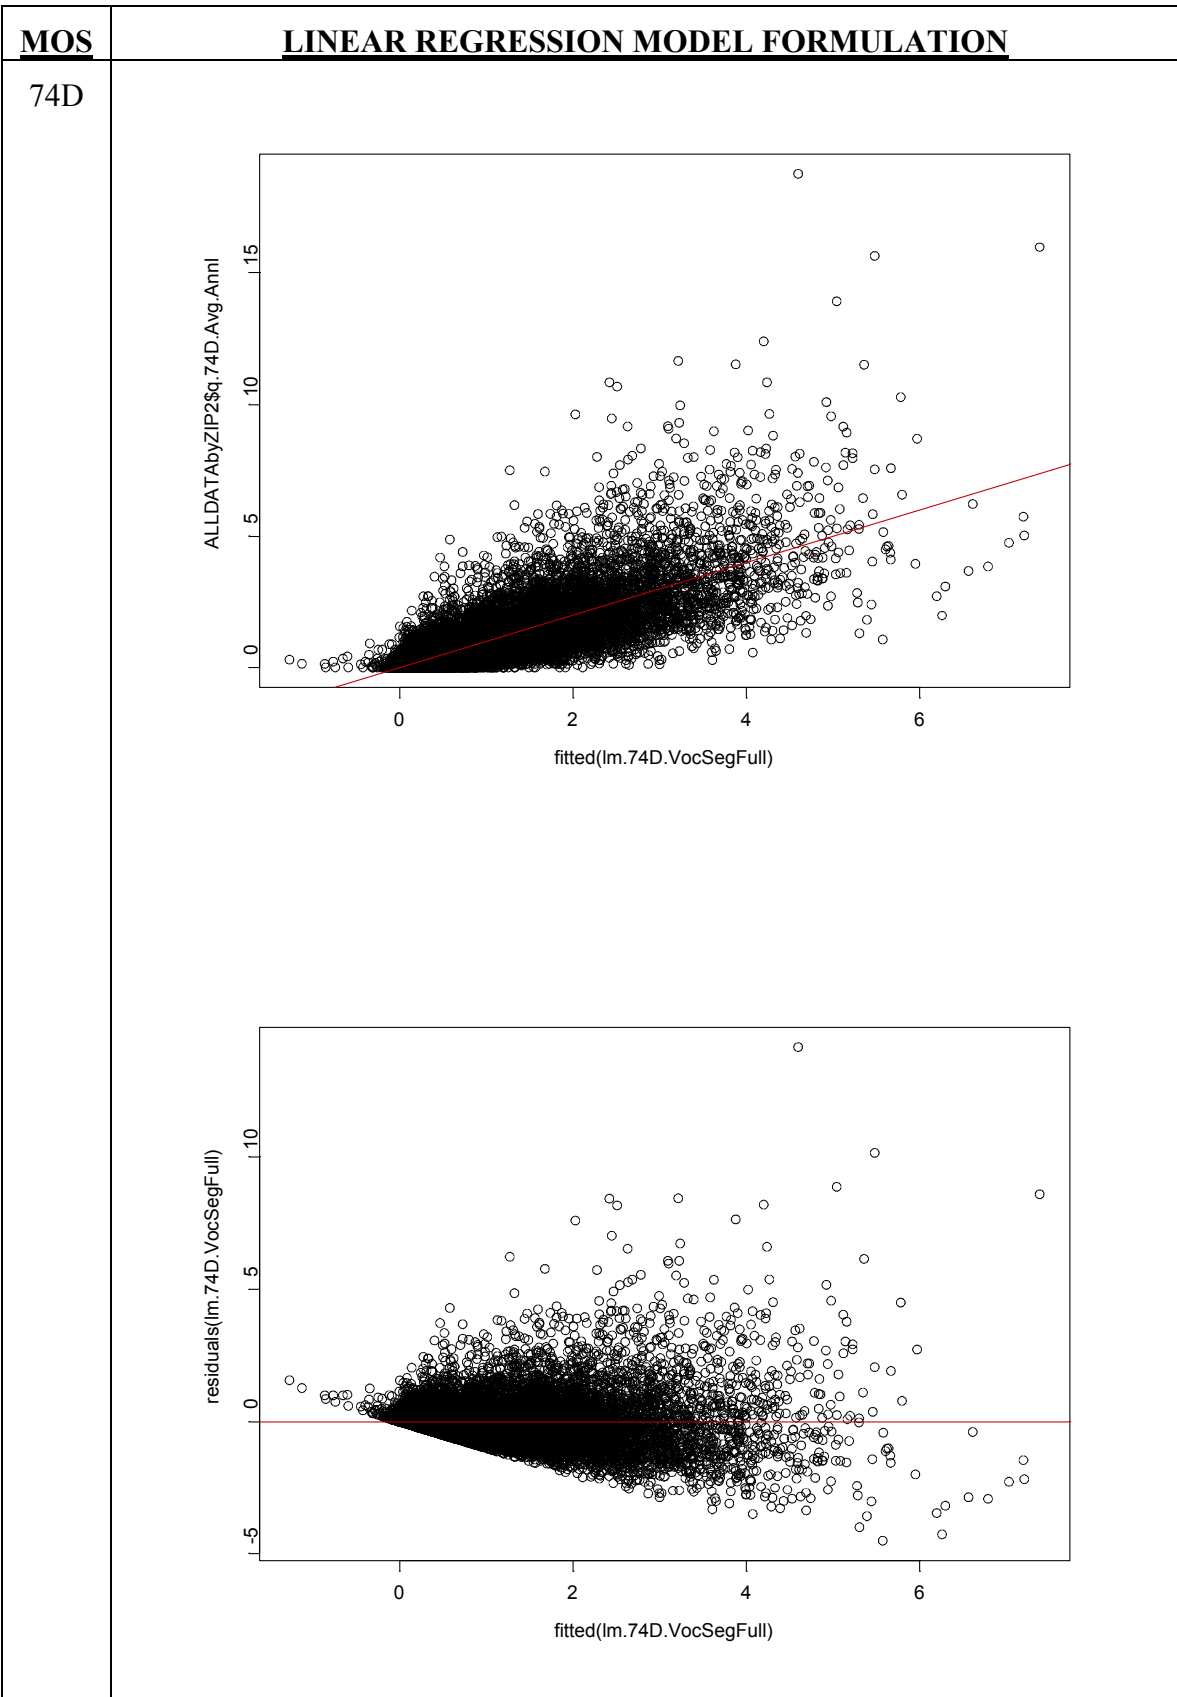 MOS LINEAR REGRESSION MODEL FORMULATION
74D
ALLDATAbyZIP2$q.74D.Avg.Annl
15
10
5
0
0 2 4 6
fitted(lm.74D.VocSegFull)
residuals(lm.74D.VocSegFull)
10
5
0
-5
0 2 4 6
fitted(lm.74D.VocSegFull)